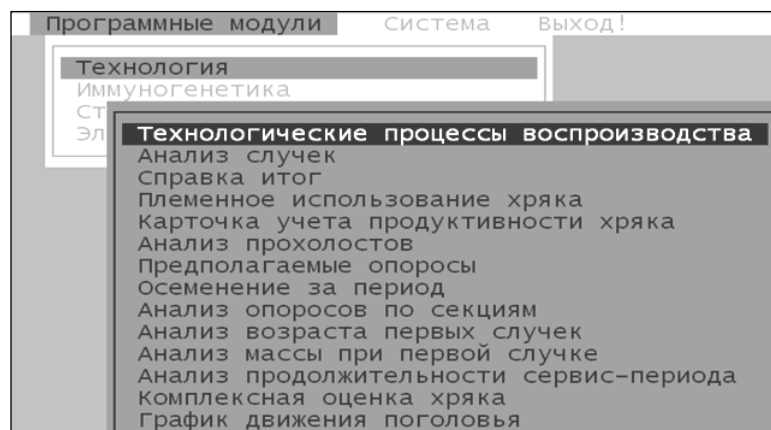 Программные модули Система Выход!
Технология
Иммуногенетика
Ст
Эл
Технологические процессы воспроизводства
Анализ случек
Справка итог
Племенное использование хряка
Карточка учета продуктивности хряка
Анализ прохолостов
Предполагаемые опоросы
Осеменение за период
Анализ опоросов по секциям
Анализ возраста первых случек
Анализ массы при первой случке
Анализ продолжительности сервис-периода
Комплексная оценка хряка
График движения поголовья